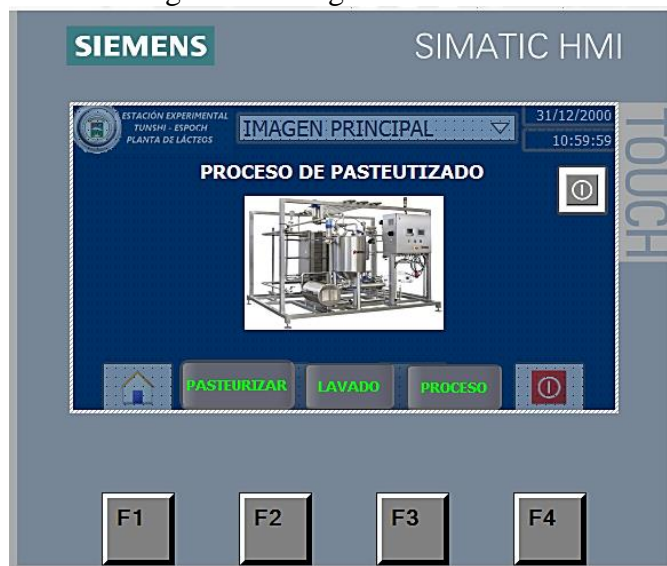 SIEMENS
SIMATIC HMI
TOUCH
ESTACIÓN EXPERIMENTAL
TUNSHI - ESPOCH
PLANTA DE LÁCTEOS
IMAGEN PRINCIPAL
31/12/2000
10:59:59
PROCESO DE PASTEUTIZADO
PASTEURIZAR
LAVADO
PROCESO
F1
F2
F3
F4